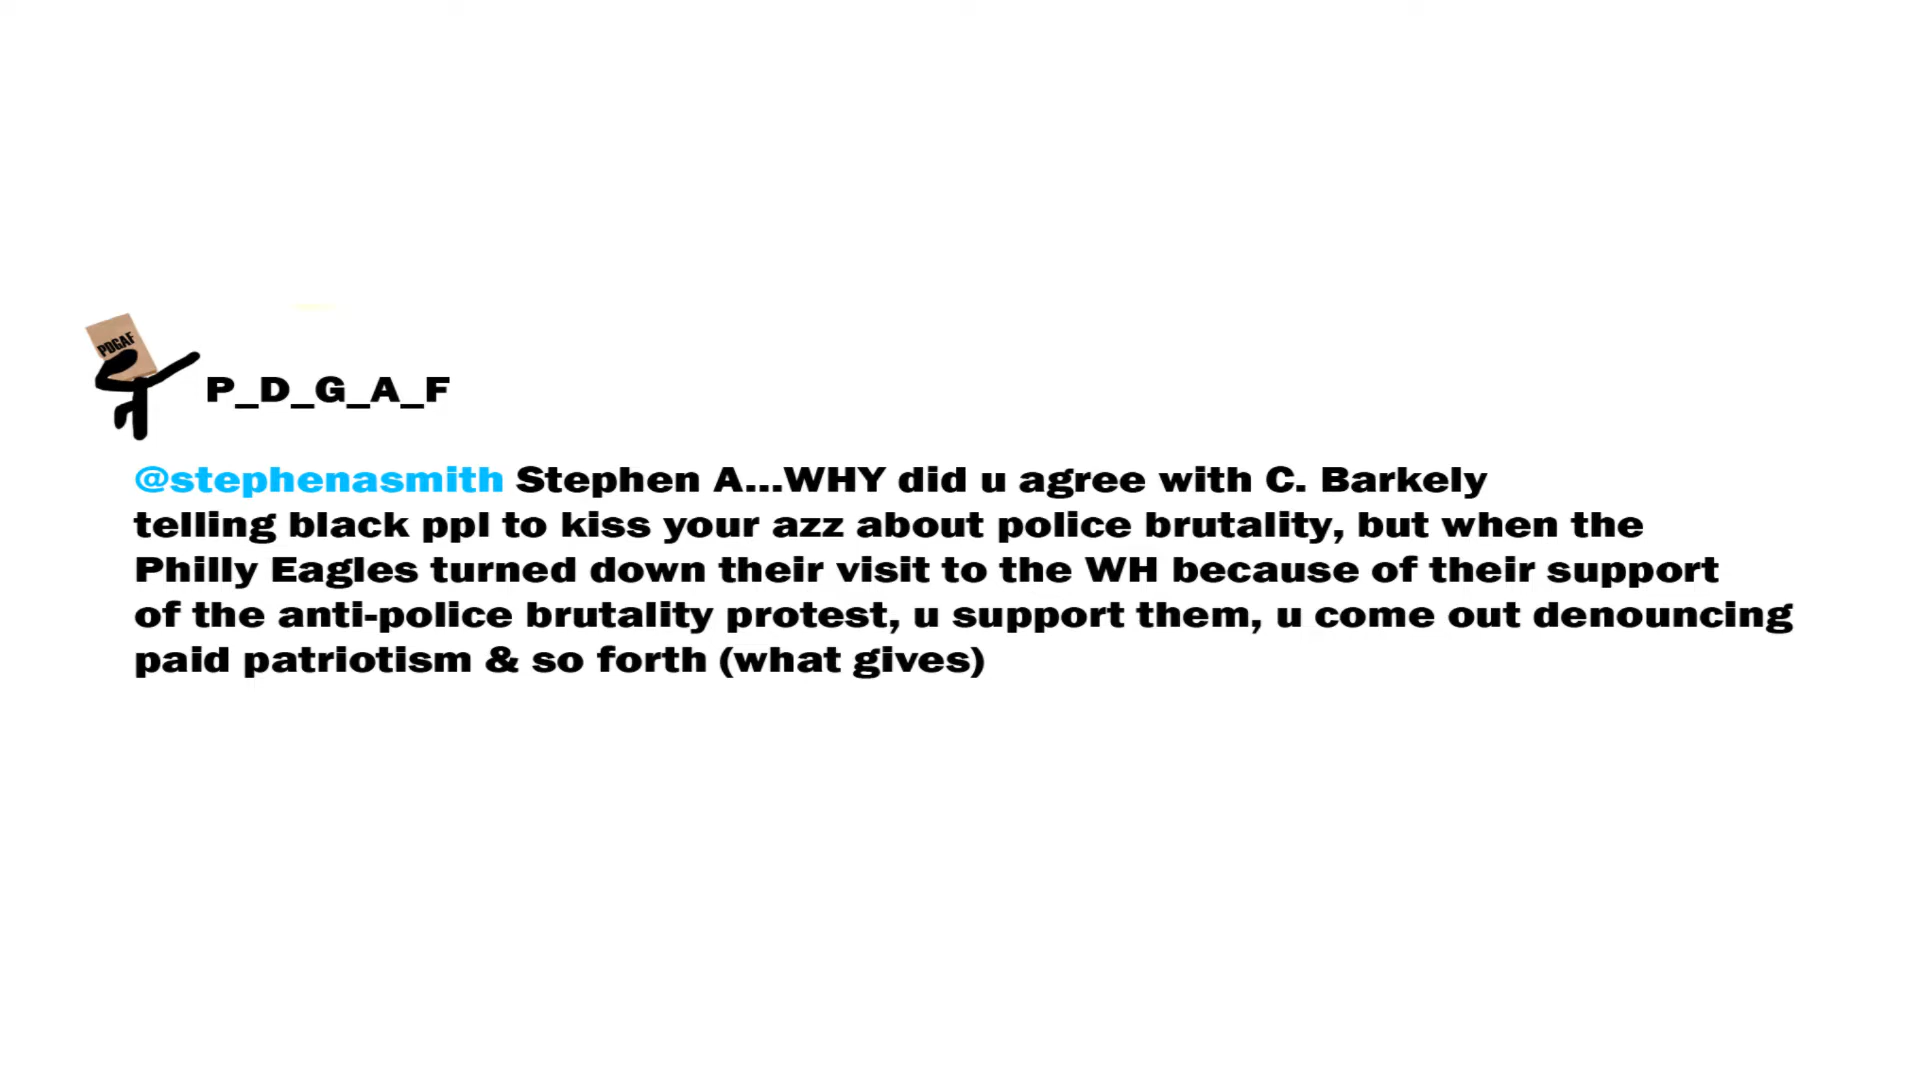 PDGAF
P_D_G_A_F
@stephenasmith Stephen A...WHY did u agree with C. Barkely
telling black ppl to kiss your azz about police brutality, but when the
Philly Eagles turned down their visit to the WH because of their support
of the anti-police brutality protest, u support them, u come out denouncing
paid patriotism & so forth (what gives)